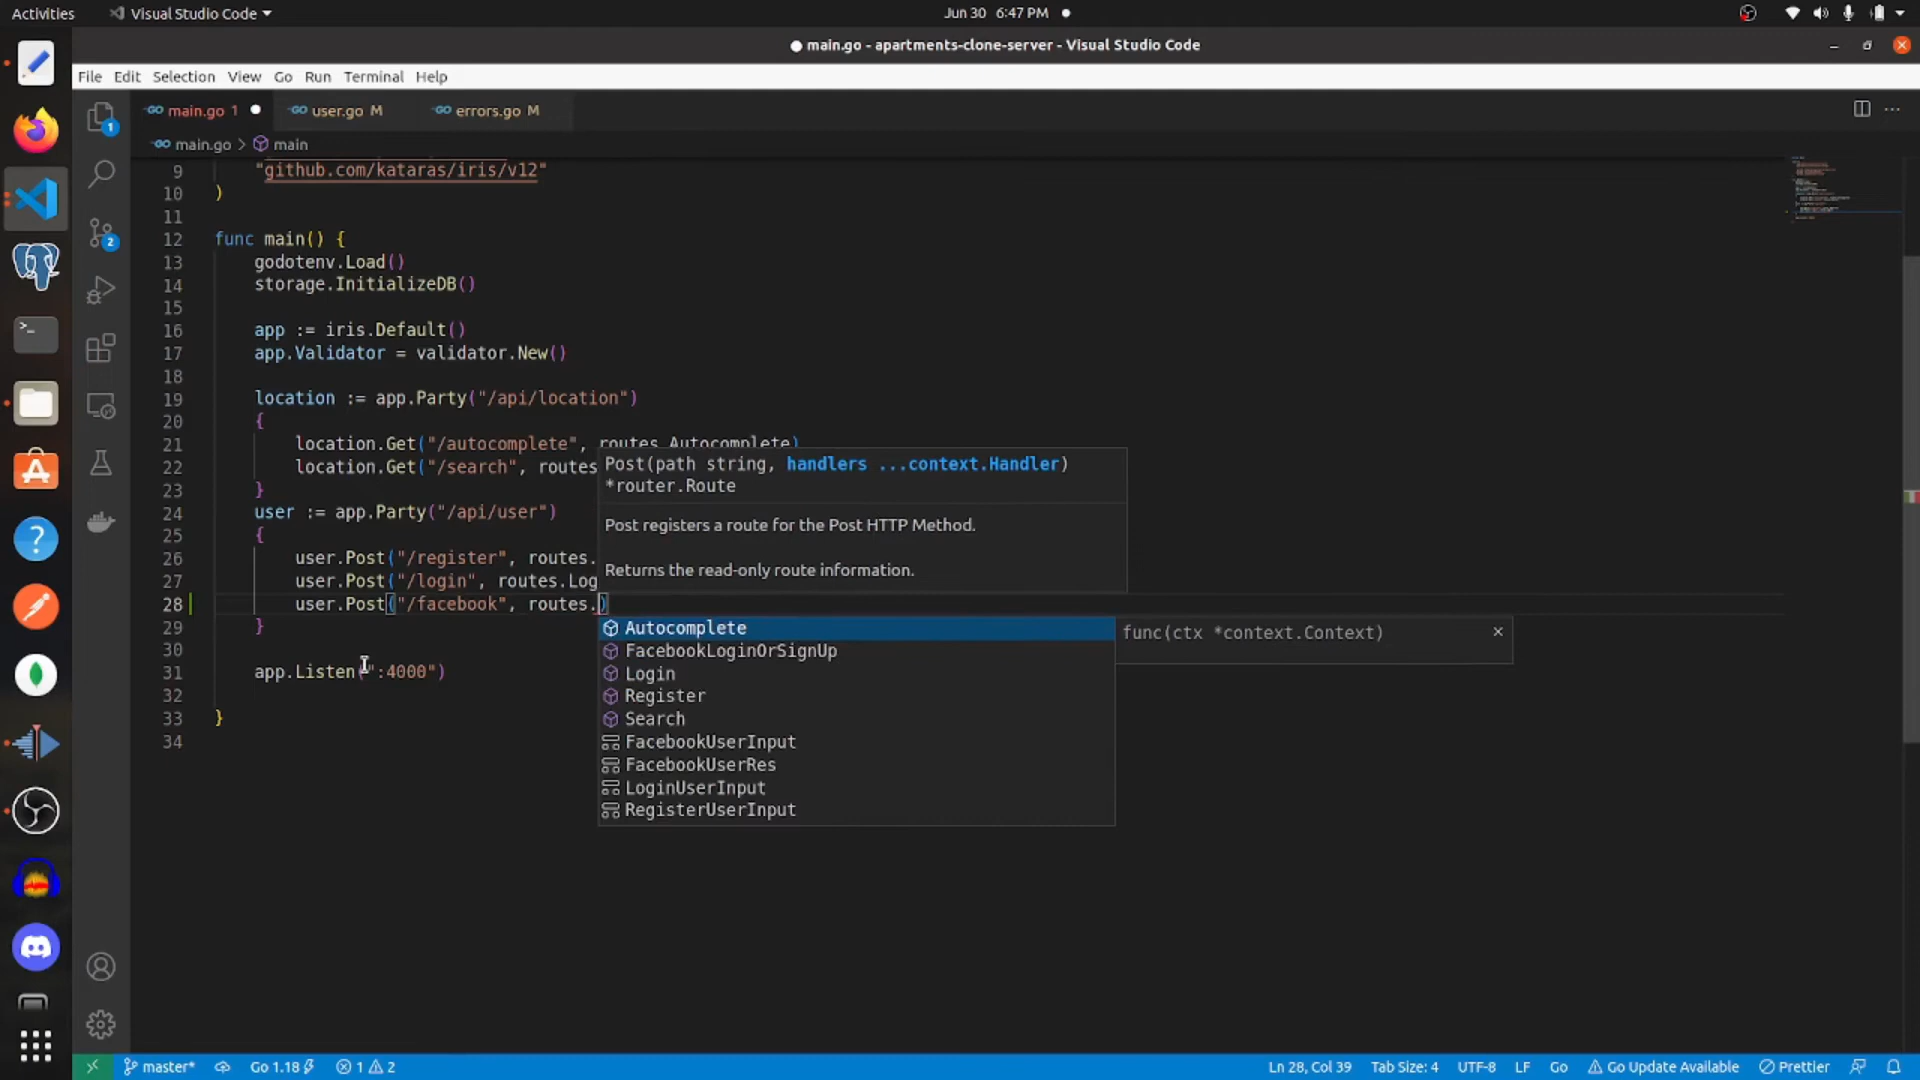 Activities
Visual Studio Code
Jun 30 6:47 PM
main.go - apartments-clone-server - Visual Studio Code
File Edit Selection View Go Run Terminal Help
main.go 1
user.go M
errors.go M
main.go > main
9 "github.com/kataras/iris/v12"
10 )
11
12 func main() {
13 godotenv.Load()
14 storage.InitializeDB()
15
16 app := iris.Default()
17 app.Validator = validator.New()
18
19 location := app.Party("/api/location")
20 {
21 location.Get("/autocomplete", routes.Autocomplete)
22 location.Get("/search", routes
23 }
24 user := app.Party("/api/user")
25 {
26 user.Post("/register", routes.
27 user.Post("/login", routes.Log
28 user.Post("/facebook", routes.)
29 }
30
31 app.Listen(":4000")
32
33 }
34
Post(path string, handlers ...context.Handler)
*router.Route
Post registers a route for the Post HTTP Method.
Returns the read-only route information.
Autocomplete
func(ctx *context.Context)
FacebookLoginOrSignUp
Login
Register
Search
FacebookUserInput
FacebookUserRes
LoginUserInput
RegisterUserInput
1
2
master*
Go 1.18
1
2
Ln 28, Col 39
Tab Size: 4
UTF-8
LF
Go
Go Update Available
Prettier